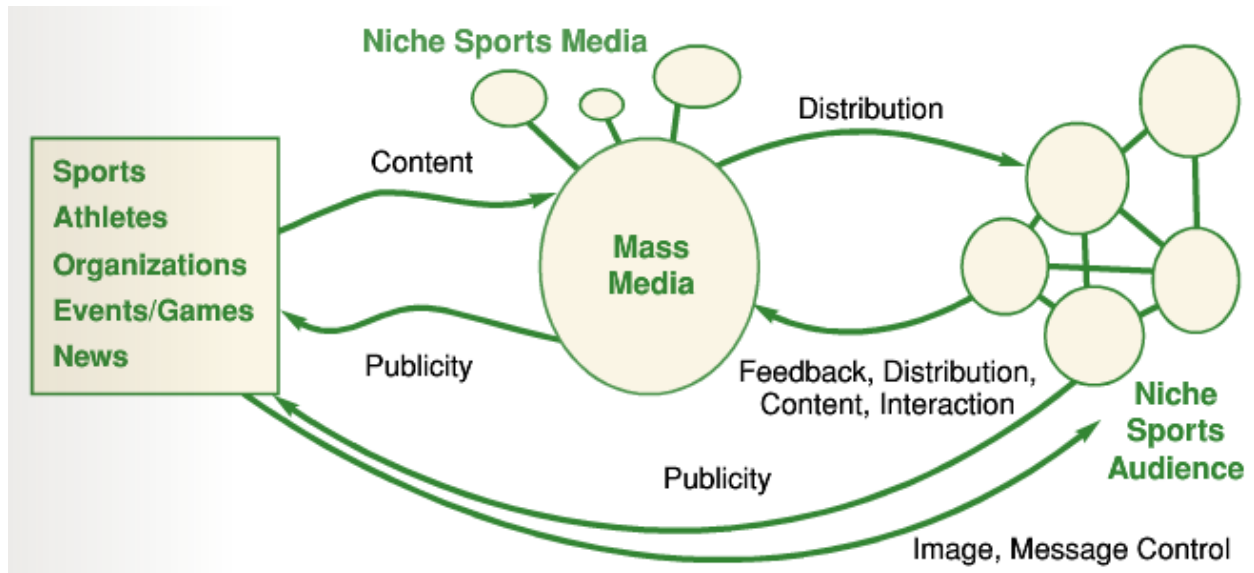 Niche Sports Media
Distribution
Content
Sports
Athletes
Organizations
Events/Games
News
Mass
Media
Publicity
Feedback, Distribution,
Content, Interaction
Niche
Sports
Audience
Publicity
Image, Message Control